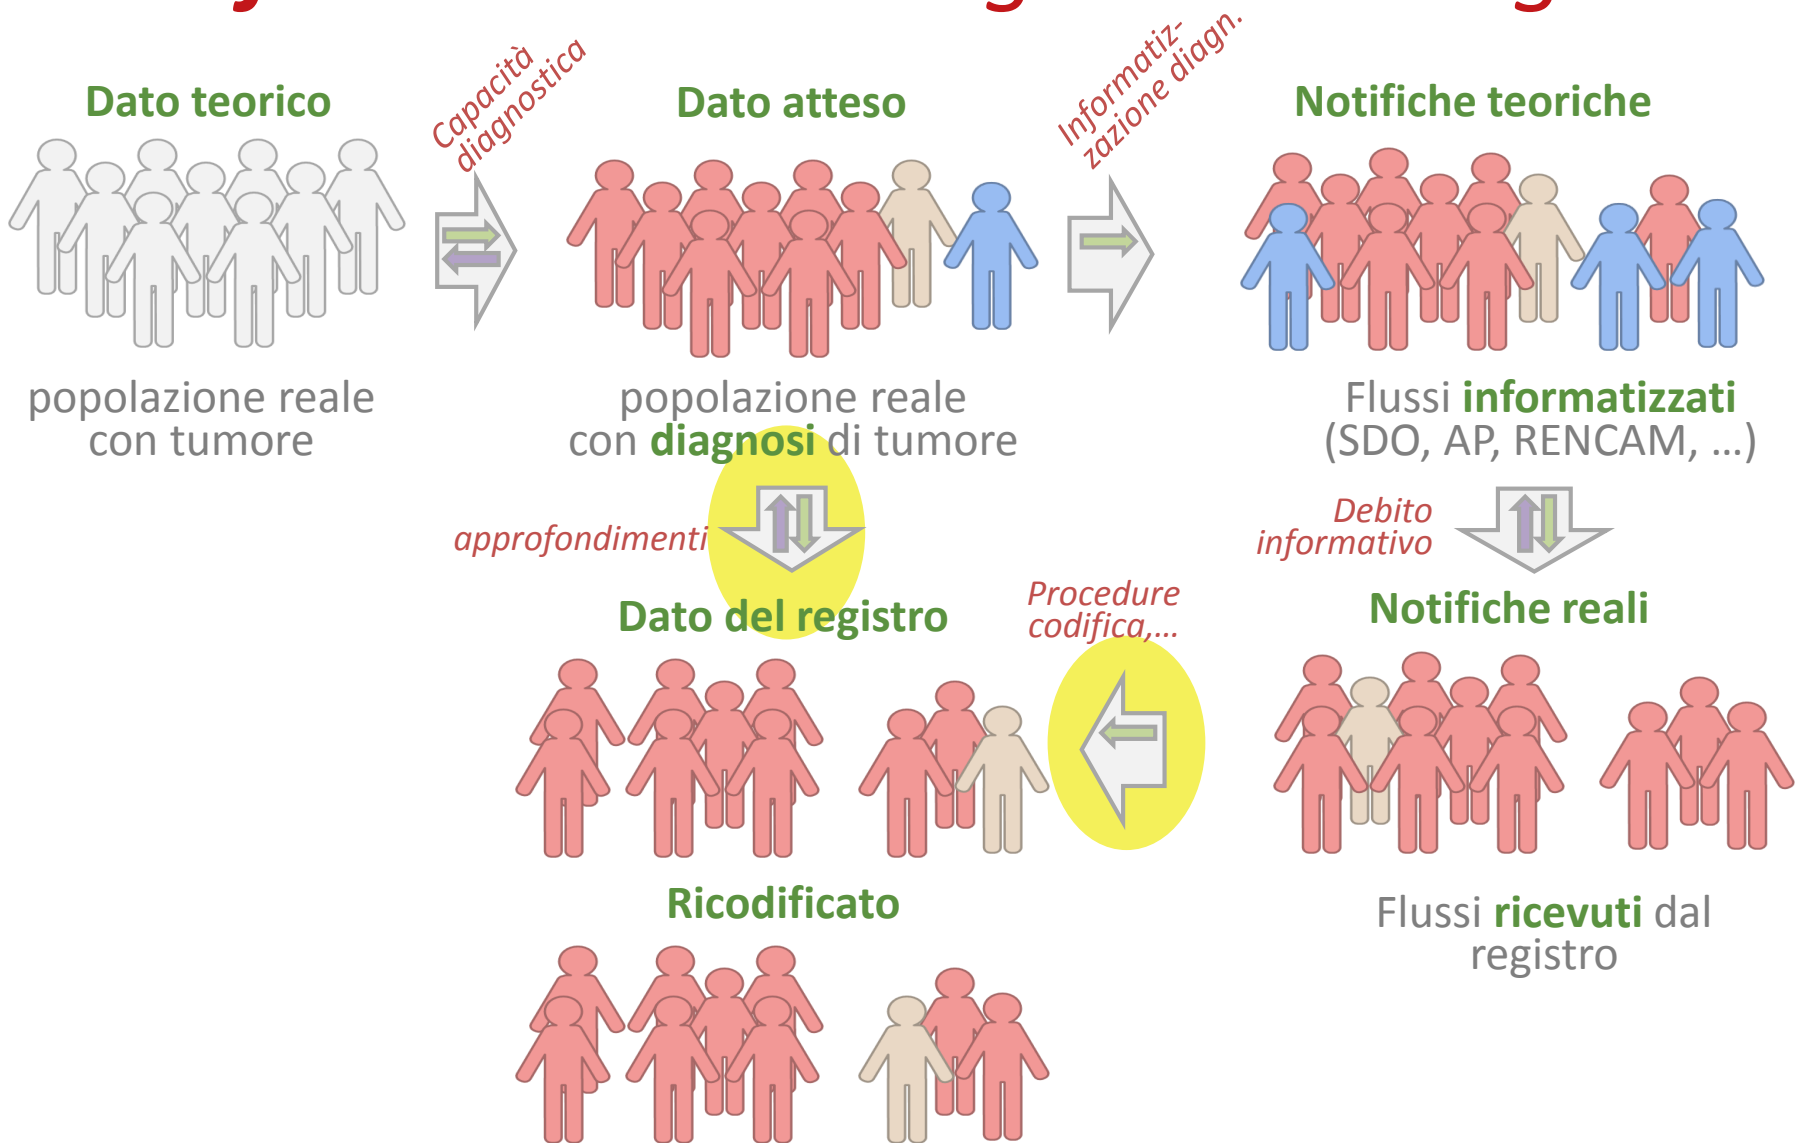 Dato teorico
Capacità
diagnostica
Dato atteso
Informatiz-
zazione diagn.
Notifiche teoriche
popolazione reale
con tumore
popolazione reale
con diagnosi di tumore
Flussi informatizzati
(SDO, AP, RENCAM, ...)
approfondimenti
Debito
informativo
Dato del registro
Procedure
codifica,...
Notifiche reali
Ricodificato
Flussi ricevuti dal
registro